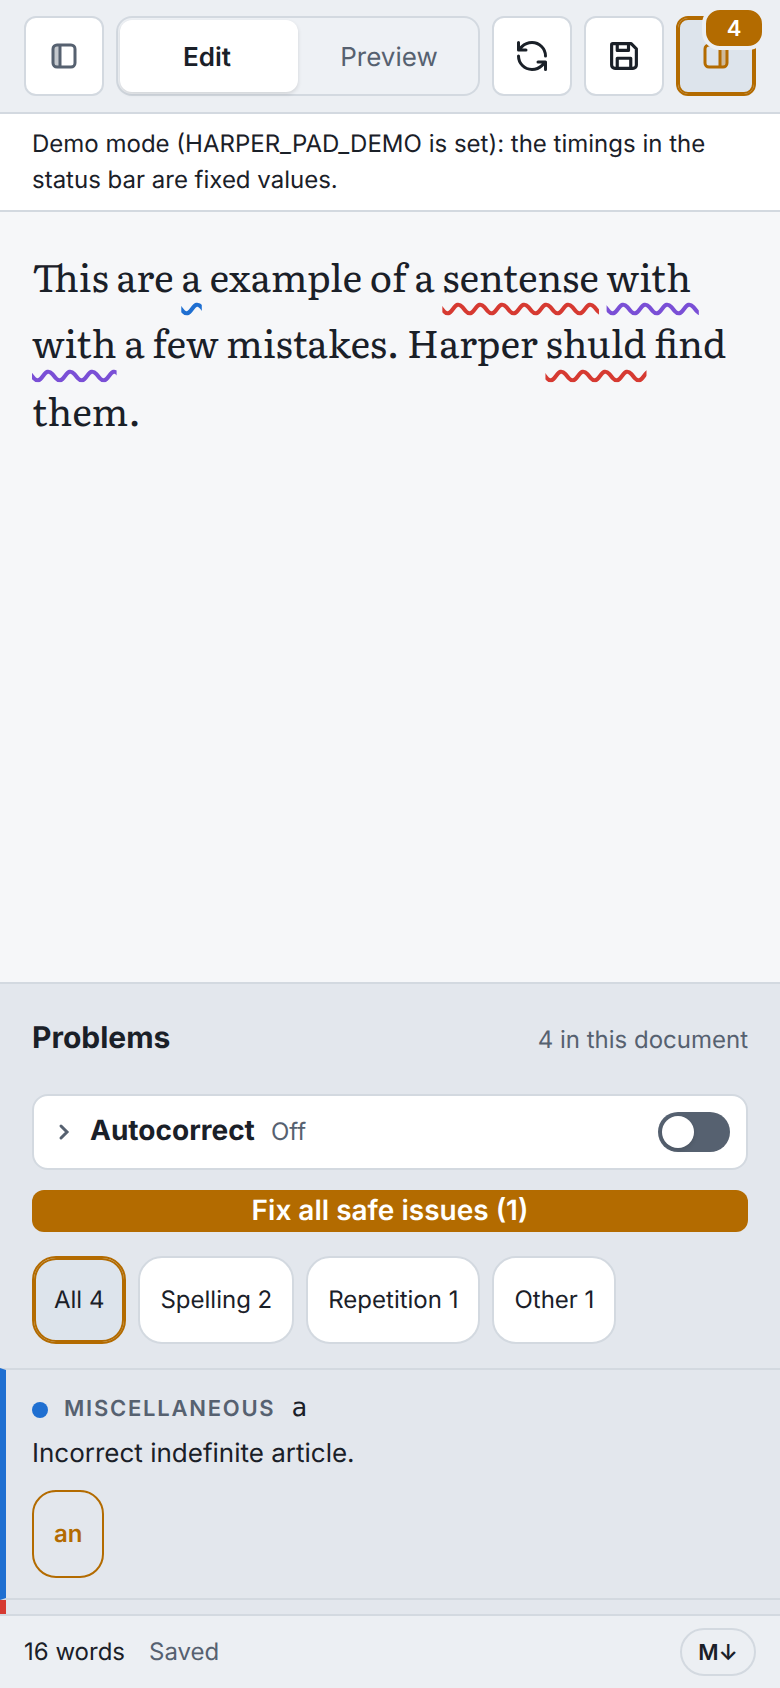 Edit Preview 4
Demo mode (HARPER_PAD_DEMO is set): the timings in the
status bar are fixed values.
This are a example of a sentense with
with a few mistakes. Harper shuld find
them.
Problems 4 in this document
Autocorrect Off
Fix all safe issues (1)
All 4 Spelling 2 Repetition 1 Other 1
MISCELLANEOUS a
Incorrect indefinite article.
an
16 words Saved M↓